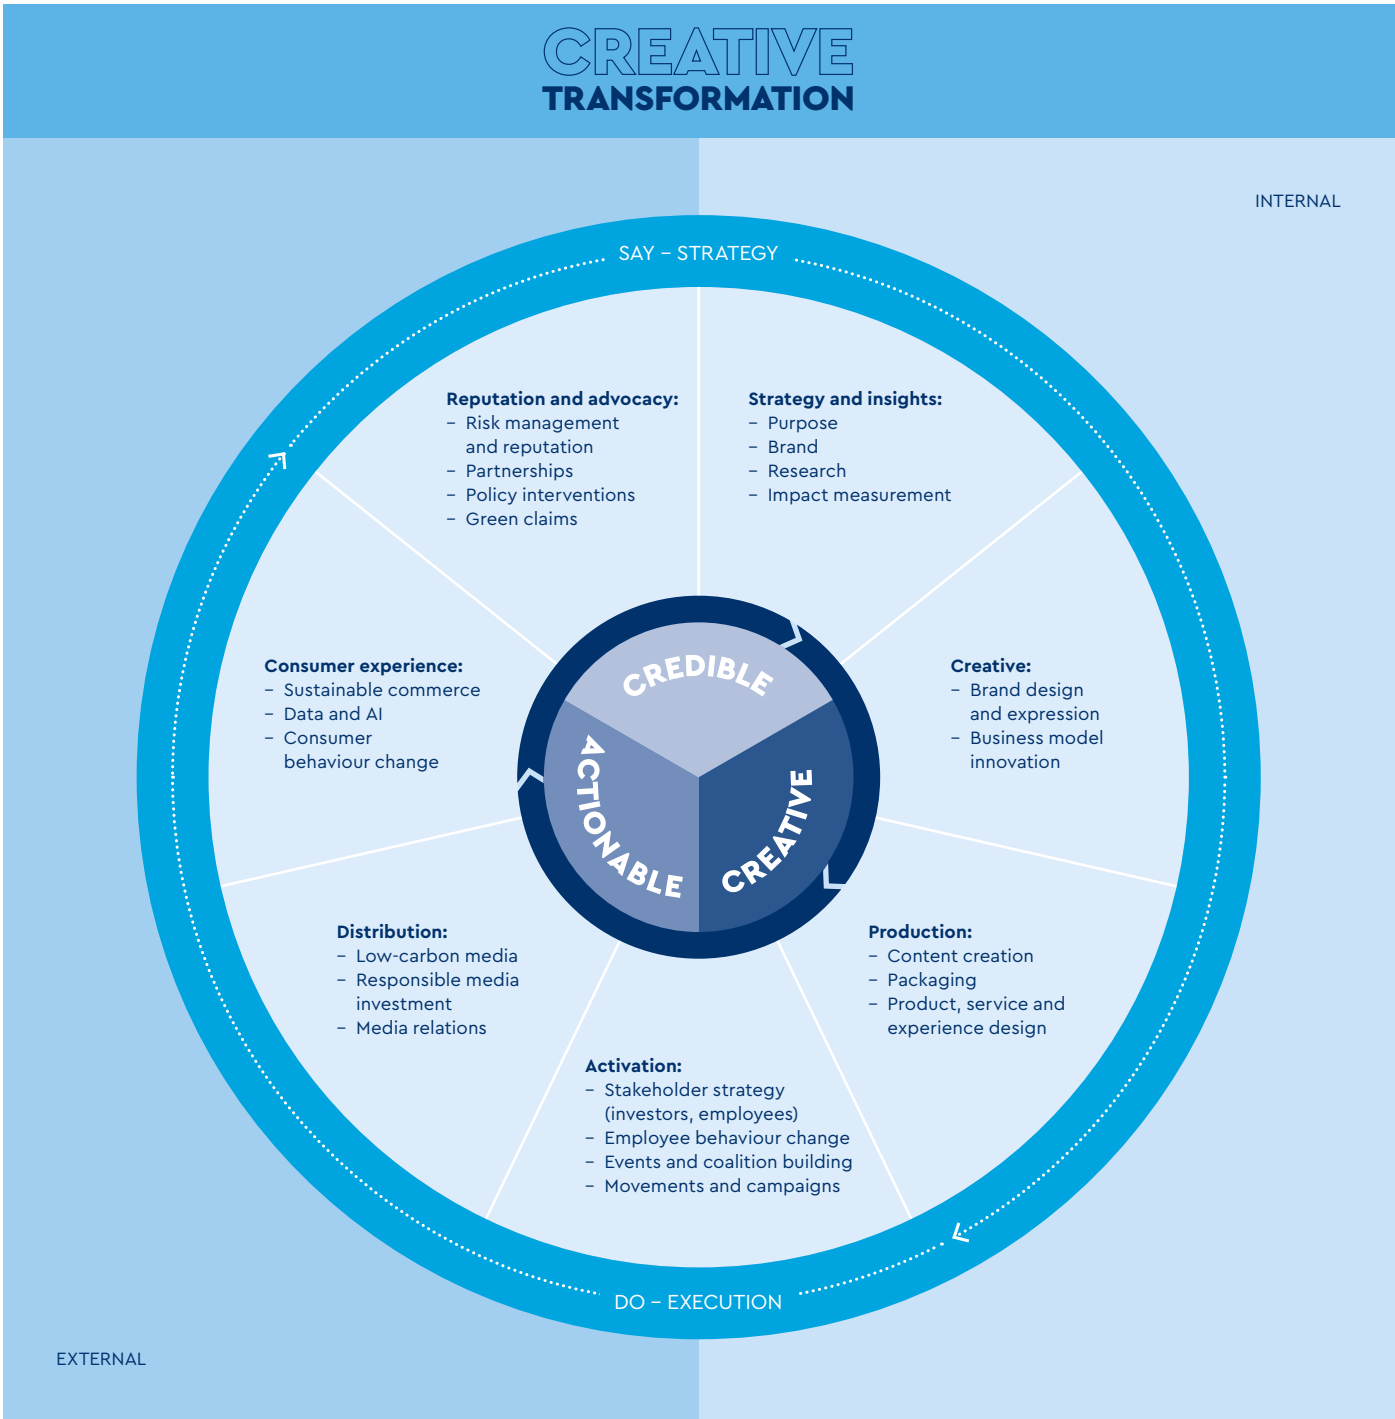 CREATIVE
TRANSFORMATION
INTERNAL
SAY – STRATEGY
Reputation and advocacy:
– Risk management
and reputation
– Partnerships
– Policy interventions
– Green claims
Strategy and insights:
– Purpose
– Brand
– Research
– Impact measurement
Consumer experience:
– Sustainable commerce
– Data and AI
– Consumer
behaviour change
CREDIBLE
ACTIONABLE
CREATIVE
Creative:
– Brand design
and expression
– Business model
innovation
Distribution:
– Low-carbon media
– Responsible media
investment
– Media relations
Production:
– Content creation
– Packaging
– Product, service and
experience design
Activation:
– Stakeholder strategy
(investors, employees)
– Employee behaviour change
– Events and coalition building
– Movements and campaigns
DO – EXECUTION
EXTERNAL